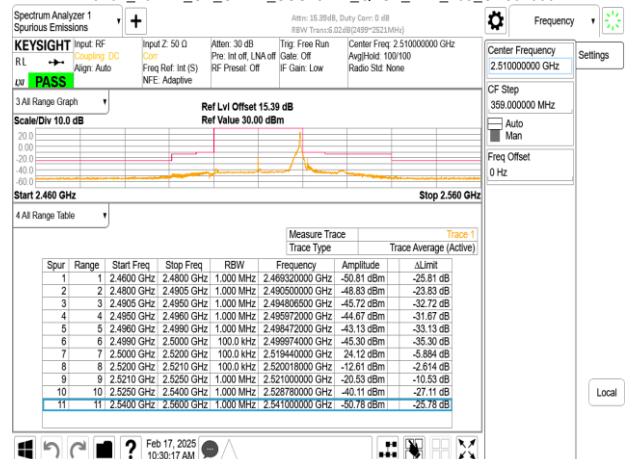 Spectrum Analyzer 1
Spurious Emissions
Attn: 15.39dB, Duty Corr: 0 dB
RBW Trans:6.02dB(2499~2521MHz)
Frequency
KEYSIGHT
Input: RF
Coupling: DC
Align: Auto
Input Z: 50 Ω
Corr
Freq Ref: Int (S)
NFE: Adaptive
Atten: 30 dB
Pre: Int off, LNA off
RF Presel: Off
Trig: Free Run
Gate: Off
IF Gain: Low
Center Freq: 2.510000000 GHz
Avg|Hold: 100/100
Radio Std: None
RL
LXI
PASS
Center Frequency
2.510000000 GHz
Settings
CF Step
359.000000 MHz
Auto
Man
Freq Offset
0 Hz
Local
3 All Range Graph
Ref Lvl Offset 15.39 dB
Scale/Div 10.0 dB
Ref Value 30.00 dBm
20.0
0.00
-20.0
-40.0
-60.0
Start 2.460 GHz
Stop 2.560 GHz
4 All Range Table
Measure Trace Trace 1
Trace Type Trace Average (Active)
Spur Range Start Freq Stop Freq RBW Frequency Amplitude ΔLimit
1 1 2.4600 GHz 2.4800 GHz 1.000 MHz 2.469320000 GHz -50.81 dBm -25.81 dB
2 2 2.4800 GHz 2.4905 GHz 1.000 MHz 2.490500000 GHz -48.83 dBm -23.83 dB
3 3 2.4905 GHz 2.4950 GHz 1.000 MHz 2.494806500 GHz -45.72 dBm -32.72 dB
4 4 2.4950 GHz 2.4960 GHz 1.000 MHz 2.495972000 GHz -44.67 dBm -31.67 dB
5 5 2.4960 GHz 2.4990 GHz 1.000 MHz 2.498472000 GHz -43.13 dBm -33.13 dB
6 6 2.4990 GHz 2.5000 GHz 100.0 kHz 2.499974000 GHz -45.30 dBm -35.30 dB
7 7 2.5000 GHz 2.5200 GHz 100.0 kHz 2.519440000 GHz 24.12 dBm -5.884 dB
8 8 2.5200 GHz 2.5210 GHz 100.0 kHz 2.520018000 GHz -12.61 dBm -2.614 dB
9 9 2.5210 GHz 2.5250 GHz 1.000 MHz 2.521000000 GHz -20.53 dBm -10.53 dB
10 10 2.5250 GHz 2.5400 GHz 1.000 MHz 2.528780000 GHz -40.11 dBm -27.11 dB
11 11 2.5400 GHz 2.5600 GHz 1.000 MHz 2.541000000 GHz -50.78 dBm -25.78 dB
Feb 17, 2025
10:30:17 AM